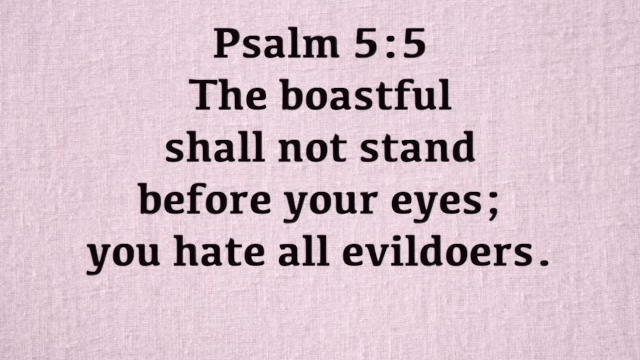 Psalm 5:5
The boastful
shall not stand
before your eyes;
you hate all evildoers.